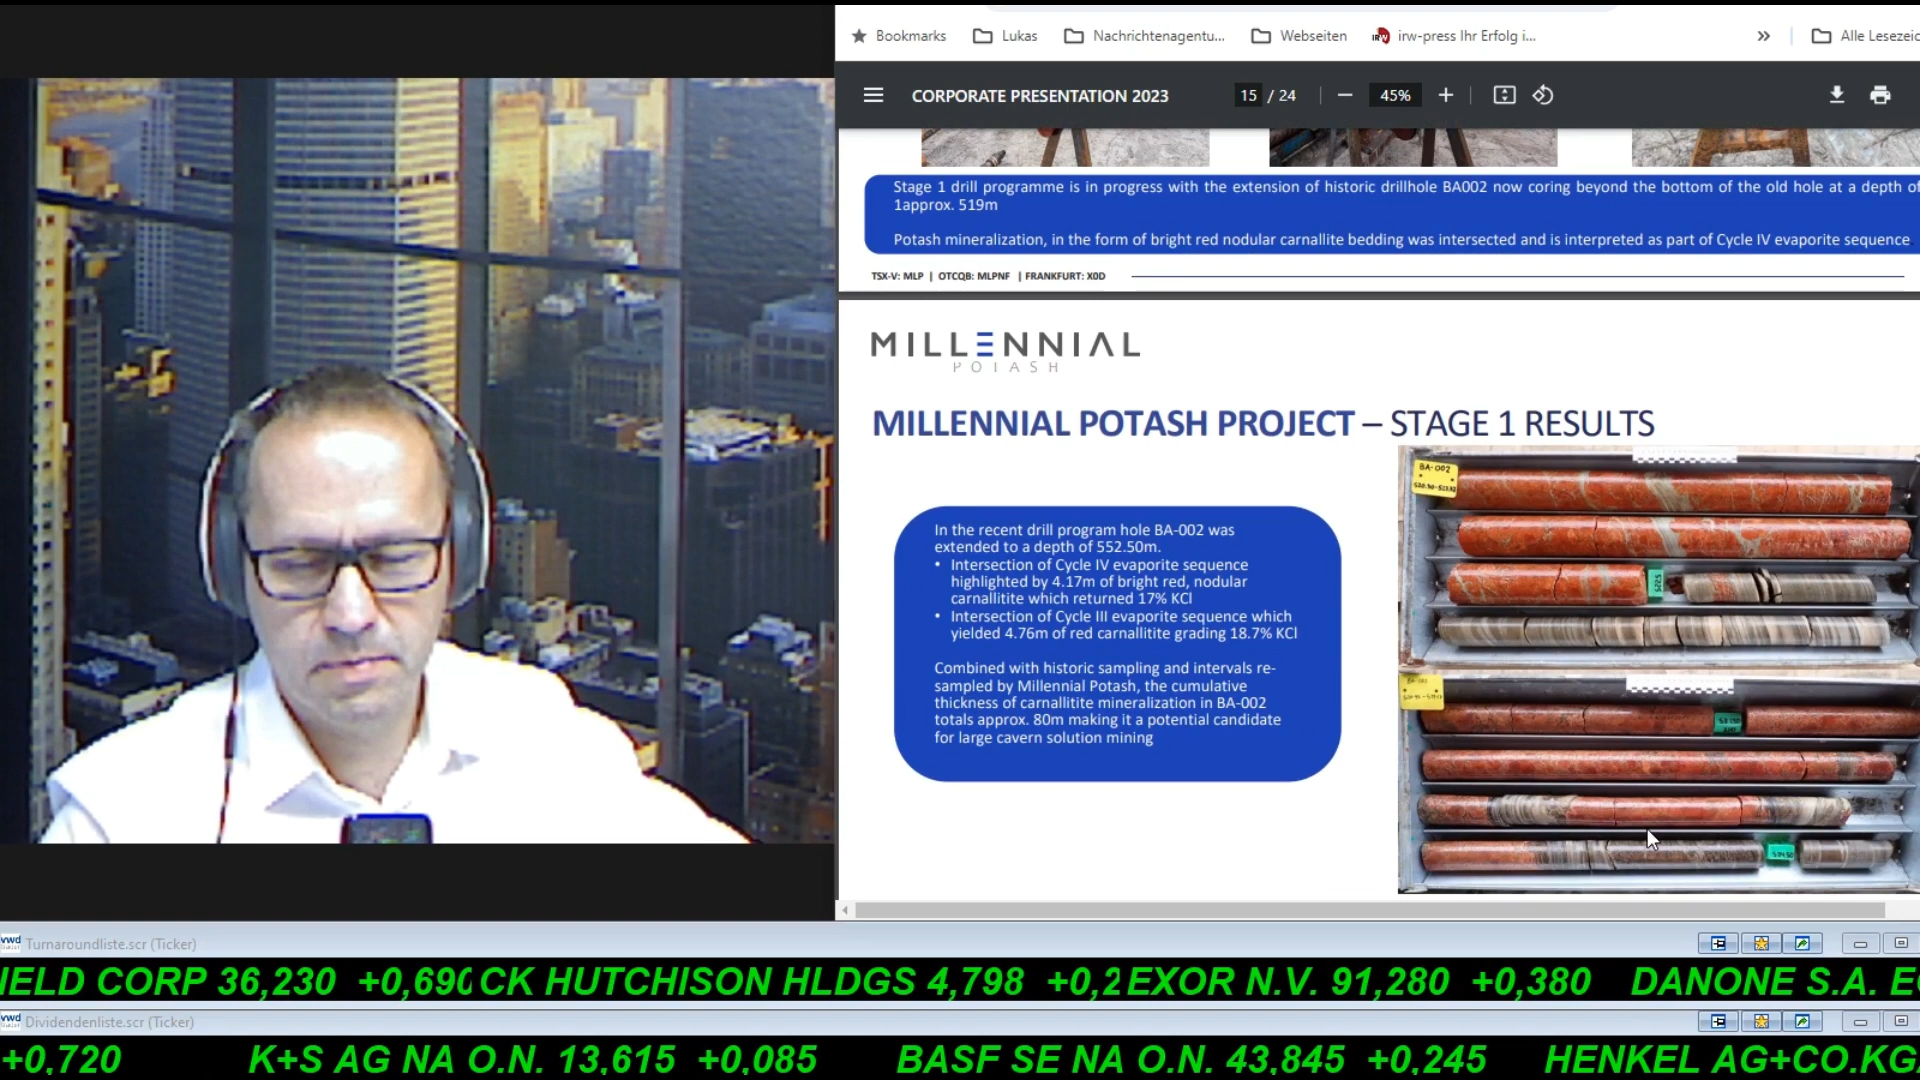 Bookmarks
Lukas
Nachrichtenagentu...
Webseiten
irw-press Ihr Erfolg i...
Alle Lesezeic
CORPORATE PRESENTATION 2023
15 / 24
45%
Stage 1 drill programme is in progress with the extension of historic drillhole BA002 now coring beyond the bottom of the old hole at a depth of
1approx. 519m
Potash mineralization, in the form of bright red nodular carnallite bedding was intersected and is interpreted as part of Cycle IV evaporite sequence
TSX-V: MLP | OTCQB: MLPNF | FRANKFURT: X0D
MILLENNIAL
POTASH
MILLENNIAL POTASH PROJECT – STAGE 1 RESULTS
In the recent drill program hole BA-002 was
extended to a depth of 552.50m.
• Intersection of Cycle IV evaporite sequence
highlighted by 4.17m of bright red, nodular
carnallitite which returned 17% KCl
• Intersection of Cycle III evaporite sequence which
yielded 4.76m of red carnallitite grading 18.7% KCl
Combined with historic sampling and intervals re-
sampled by Millennial Potash, the cumulative
thickness of carnallitite mineralization in BA-002
totals approx. 80m making it a potential candidate
for large cavern solution mining
BA-002
vwd
Turnaroundliste.scr (Ticker)
IELD CORP 36,230 +0,690 CK HUTCHISON HLDGS 4,798 +0,2 EXOR N.V. 91,280 +0,380 DANONE S.A. E
vwd
Dividendenliste.scr (Ticker)
+0,720 K+S AG NA O.N. 13,615 +0,085 BASF SE NA O.N. 43,845 +0,245 HENKEL AG+CO.KG